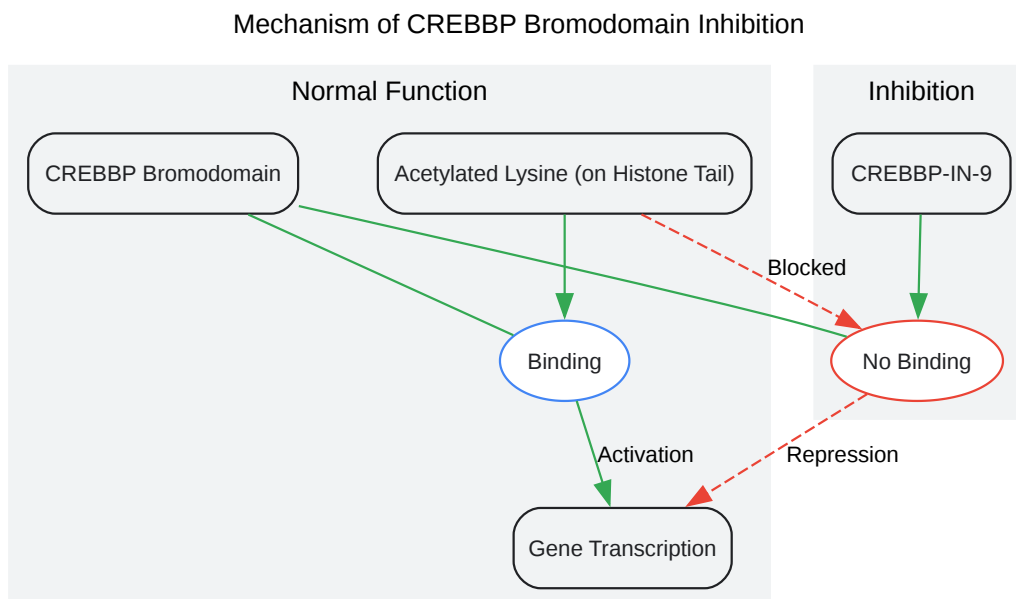 Mechanism of CREBBP Bromodomain Inhibition
Normal Function
Inhibition
CREBBP Bromodomain
Acetylated Lysine (on Histone Tail)
CREBBP-IN-9
Blocked
Binding
No Binding
Activation
Repression
Gene Transcription